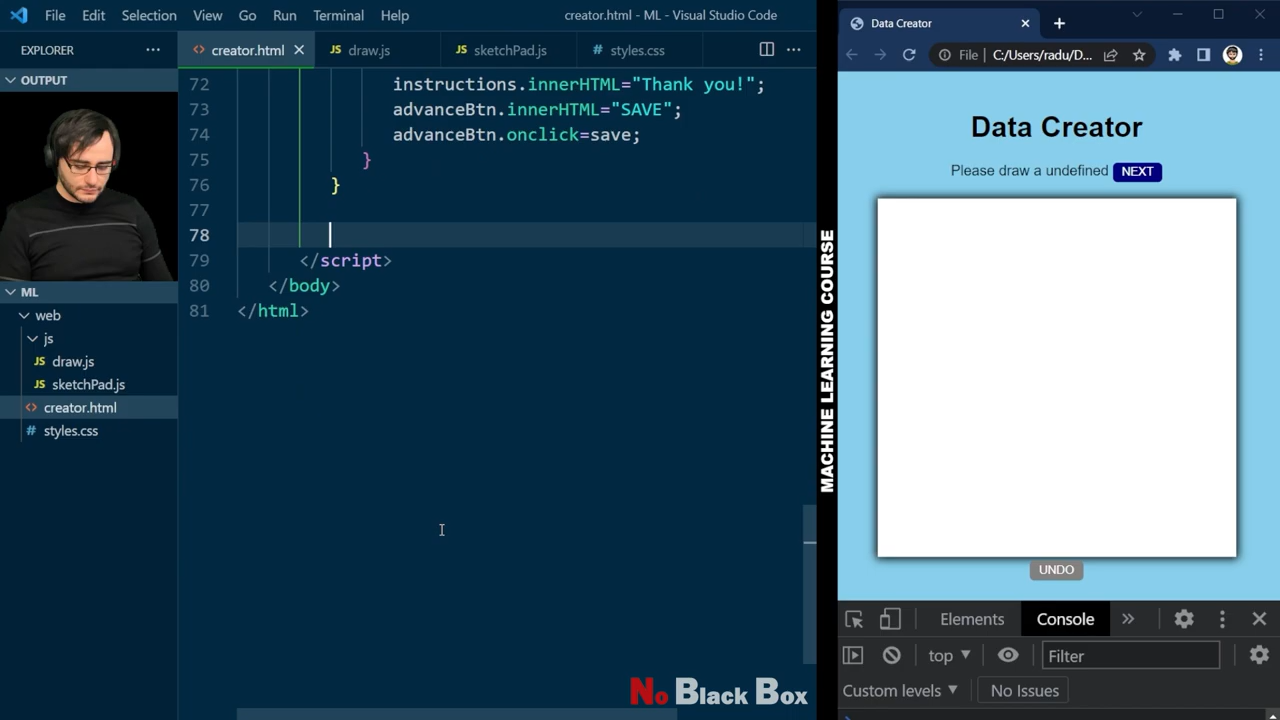 File Edit Selection View Go Run Terminal Help
creator.html - ML - Visual Studio Code
EXPLORER
creator.html
draw.js
sketchPad.js
styles.css
OUTPUT
ML
web
js
JS draw.js
JS sketchPad.js
<> creator.html
# styles.css
72 instructions.innerHTML="Thank you!";
73 advanceBtn.innerHTML="SAVE";
74 advanceBtn.onclick=save;
75 }
76 }
77
78
79 </script>
80 </body>
81 </html>
No Black Box
MACHINE LEARNING COURSE
Data Creator
File C:/Users/radu/D...
Data Creator
Please draw a undefined NEXT
UNDO
Elements Console
top Filter
Custom levels No Issues